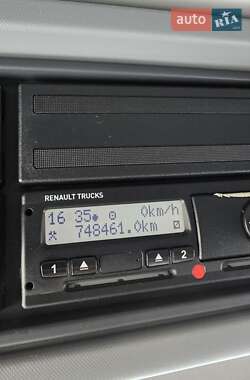 auto RIA
RENAULT TRUCKS
16 35 0km/h
748461.0km
1 2